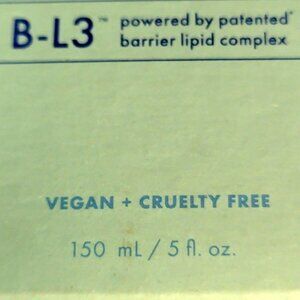 B-L3™ powered by patented*
barrier lipid complex
VEGAN + CRUELTY FREE
150 mL / 5 fl. oz.